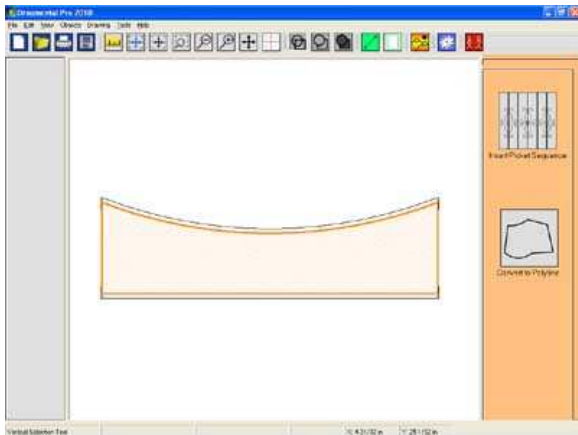 Ornamental Pro 2010
File Edit View Objects Drawing Tools Help
Insert Picket Sequence
Convert to Polyline
Vertical Selection Tool